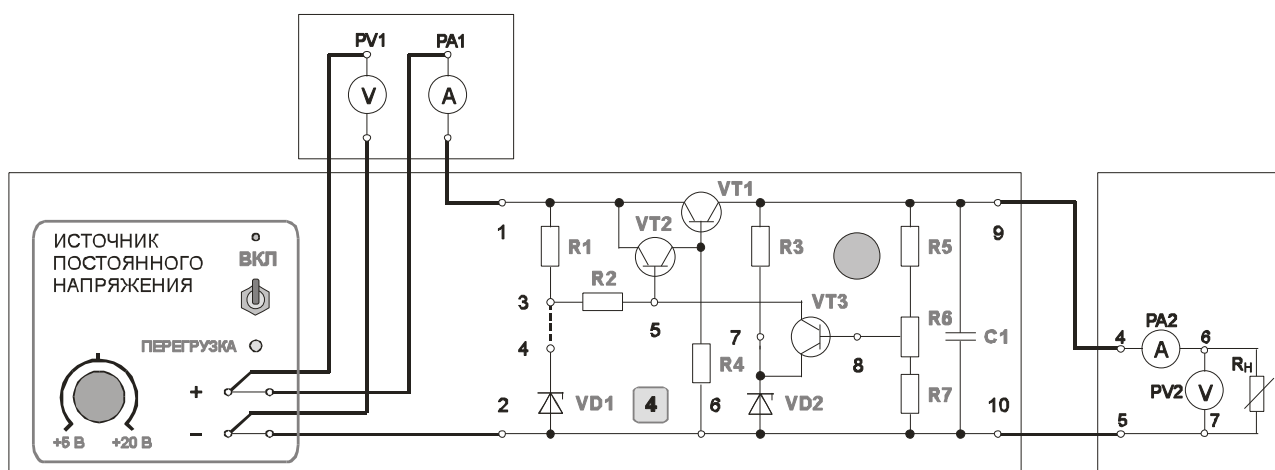 PV1 PA1
V A
VT1
ИСТОЧНИК
ПОСТОЯННОГО
НАПРЯЖЕНИЯ
ВКЛ
ПЕРЕГРУЗКА
+5 В +20 В
+
−
1 R1 VT2 R3 R5 9
3 R2 5 VT3 R6
4 R4 7 8 C1
2 VD1 4 6 VD2 R7 10
4 PA2 6
A RН
PV2 V
5 7